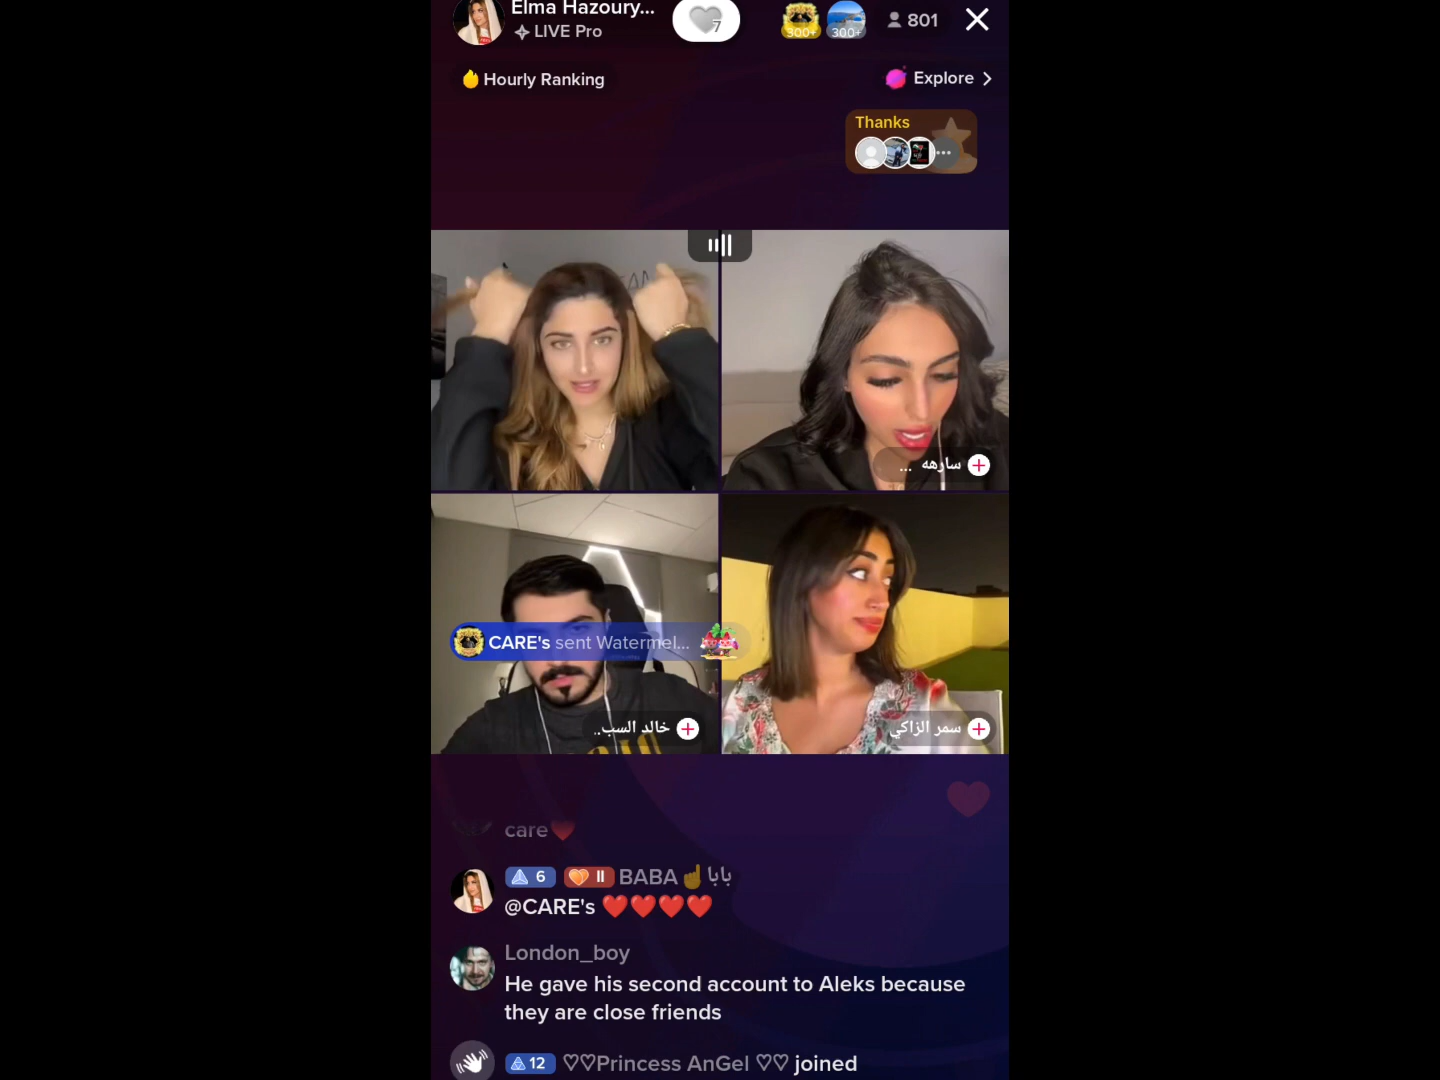 Elma Hazoury...
LIVE Pro
7
300+
300+
801
Hourly Ranking
Explore
Thanks
سارهه ...
CARE's sent Watermel...
خالد السب..
سمر الزاكي
care❤️
6 II BABA☝️بابا
@CARE's ❤️❤️❤️❤️
London_boy
He gave his second account to Aleks because
they are close friends
12 ♡♡Princess AnGel ♡♡ joined